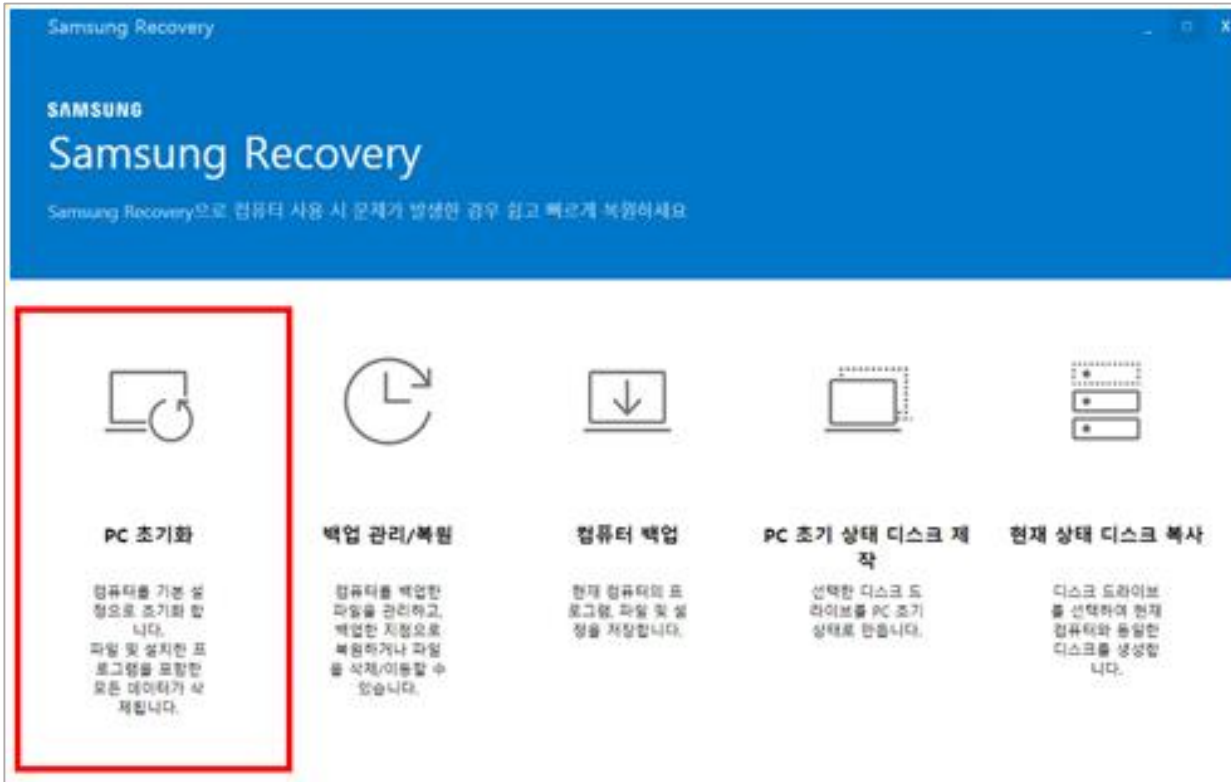 Samsung Recovery
SAMSUNG
Samsung Recovery
Samsung Recovery으로 컴퓨터 사용 시 문제가 발생한 경우 쉽고 빠르게 복원하세요
PC 초기화
컴퓨터를 기본 설
정으로 초기화 합
니다.
파일 및 설치한 프
로그램을 포함한
모든 데이터가 삭
제됩니다.
백업 관리/복원
컴퓨터를 백업한
파일을 관리하고,
백업한 지점으로
복원하거나 파일
을 삭제/이동할 수
있습니다.
컴퓨터 백업
현재 컴퓨터의 프
로그램, 파일 및 설
정을 저장합니다.
PC 초기 상태 디스크 제
작
선택한 디스크 드
라이브를 PC 초기
상태로 만듭니다.
현재 상태 디스크 복사
디스크 드라이브
를 선택하여 현재
컴퓨터와 동일한
디스크를 생성합
니다.